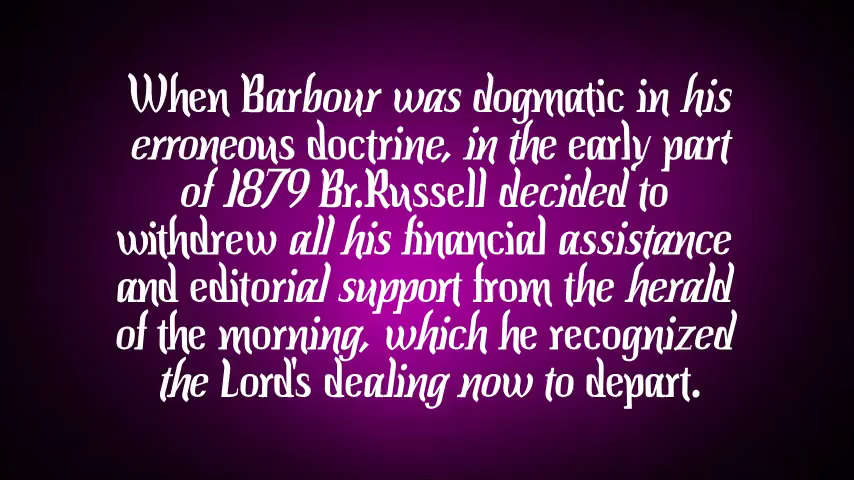 When Barbour was dogmatic in his
erroneous doctrine, in the early part
of 1879 Br.Russell decided to
withdrew all his financial assistance
and editorial support from the herald
of the morning, which he recognized
the Lord's dealing now to depart.